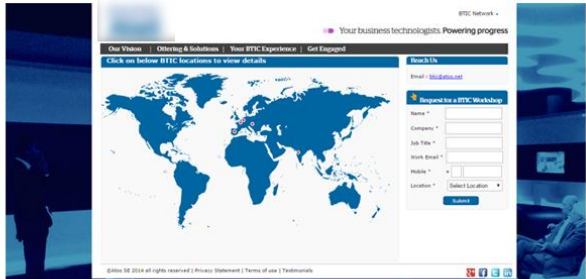 BTIC Network
Your business technologists. Powering progress
Our Vision | Offering & Solutions | Your BTIC Experience | Get Engaged
Click on below BTIC locations to view details
Reach Us
Email : btic@atos.net
Request for a BTIC Workshop
Name *
Company *
Job Title *
Work Email *
Mobile * +
Location * Select Location
Submit
©Atos SE 2014 all rights reserved | Privacy Statement | Terms of use | Testimonials